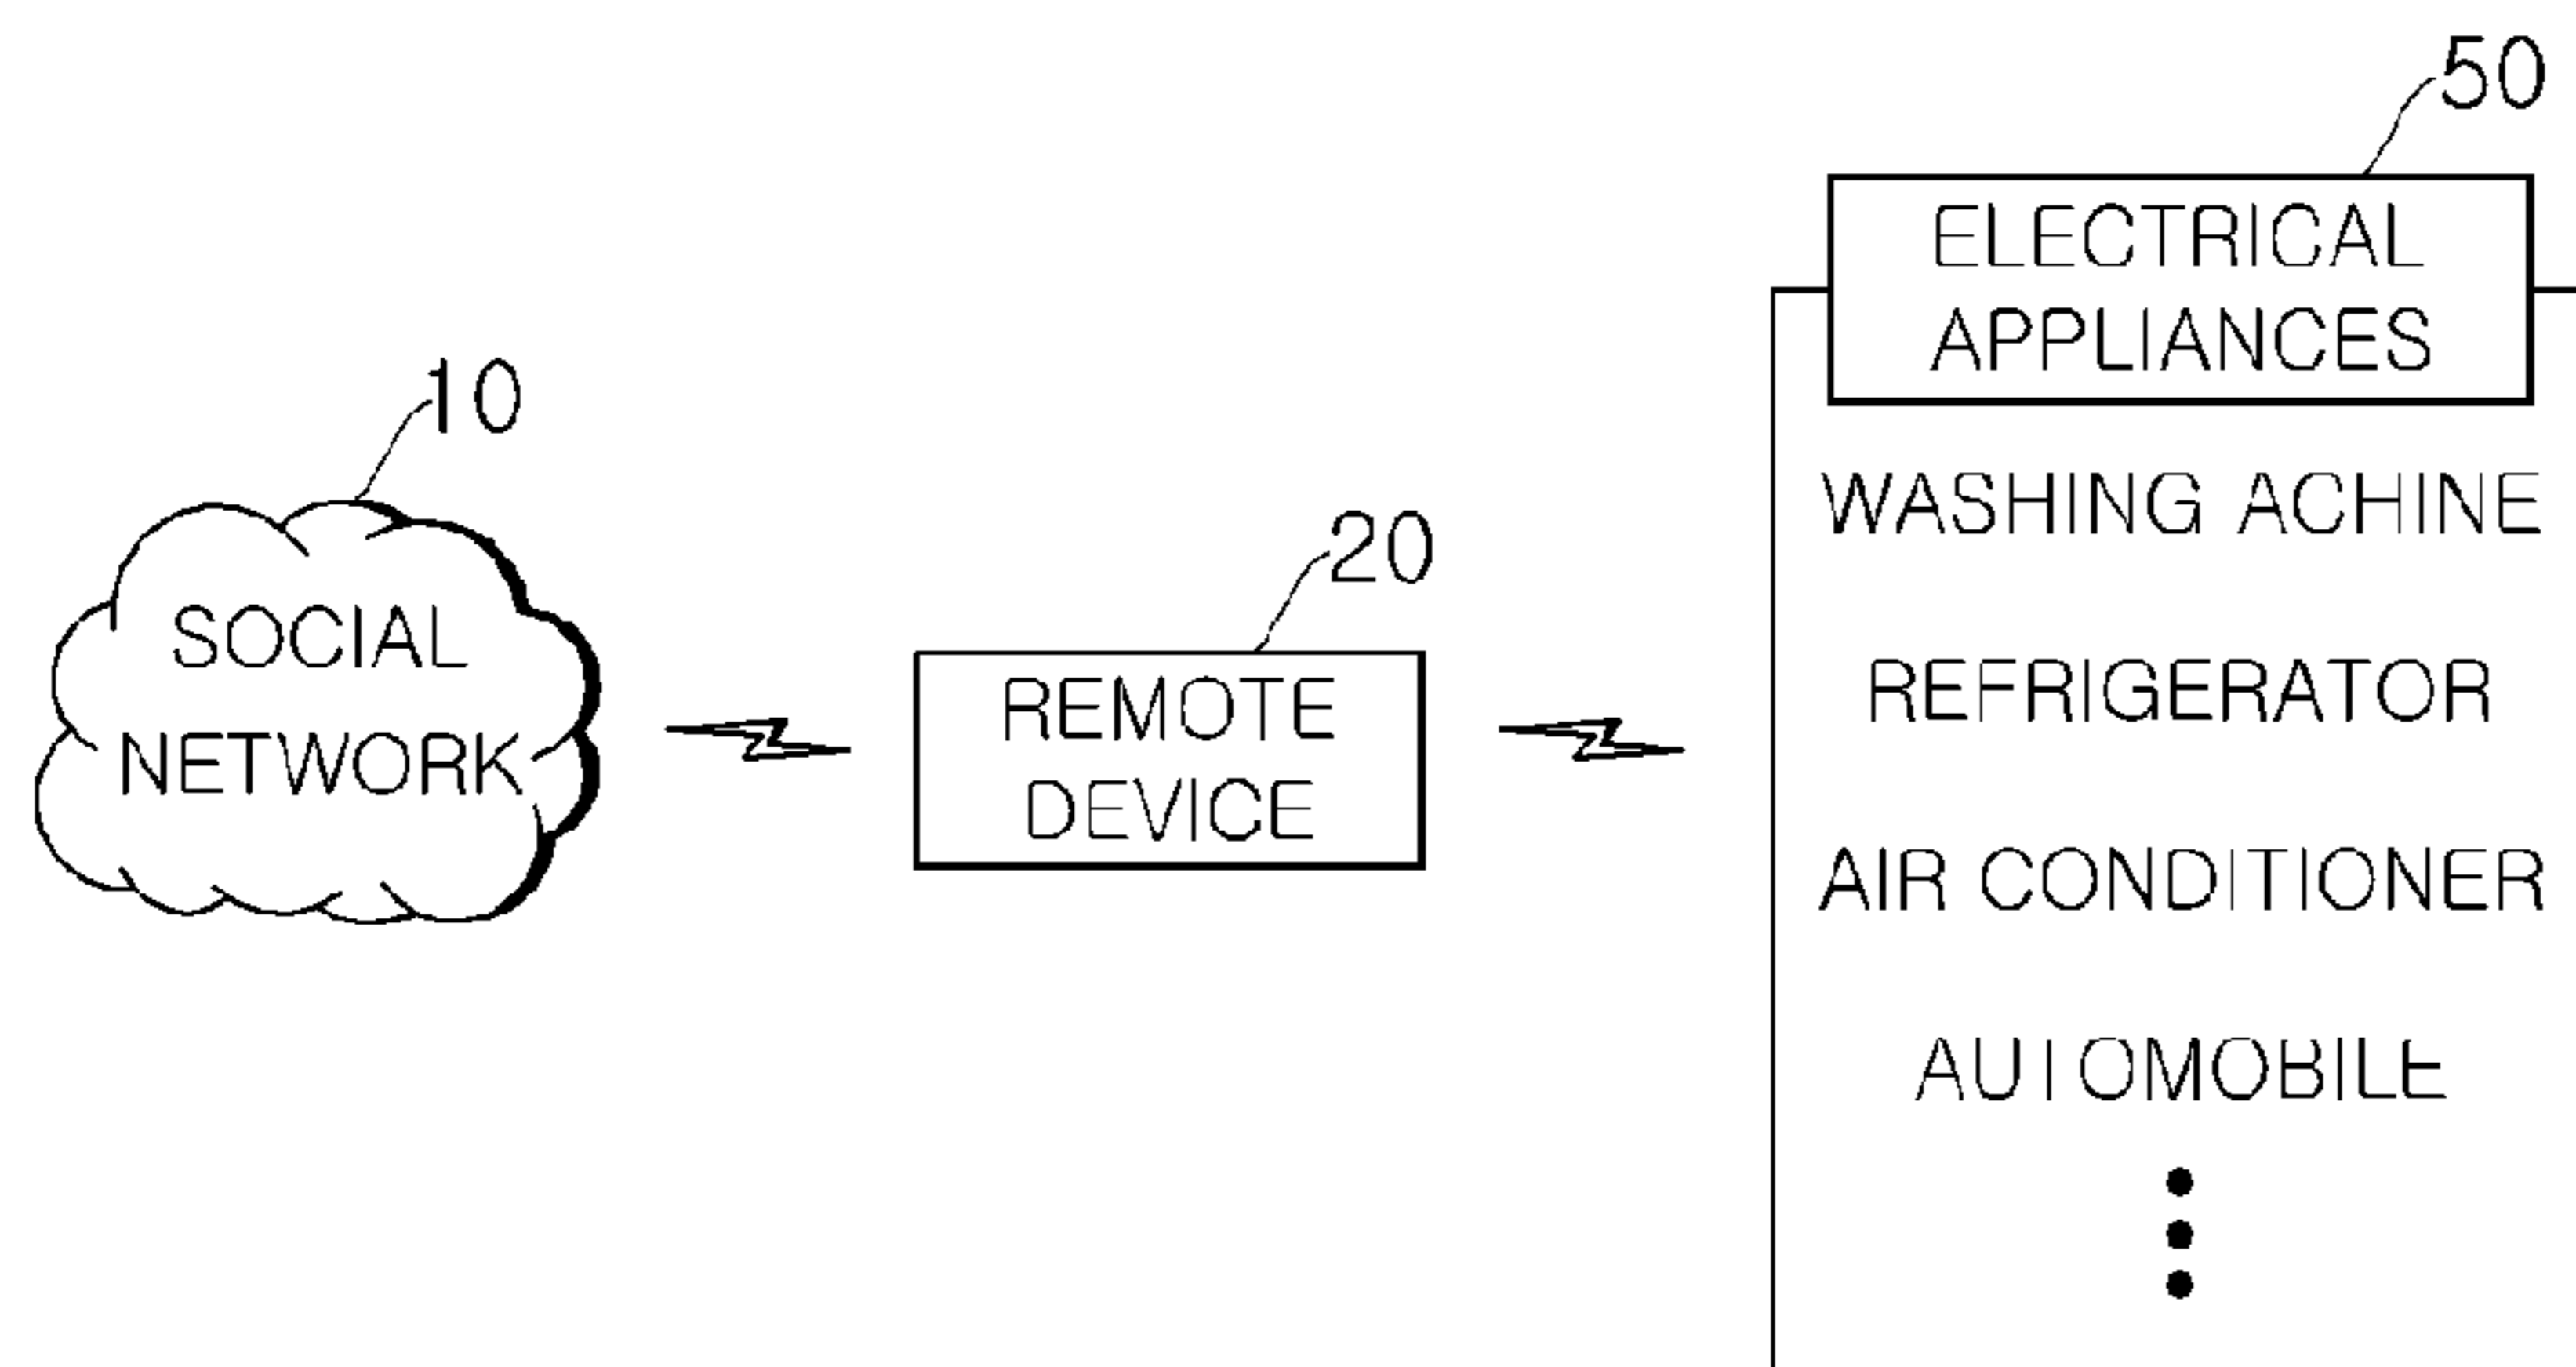 50
ELECTRICAL
APPLIANCES
10
WASHING ACHINE
20
SOCIAL
NETWORK
REMOTE
DEVICE
REFRIGERATOR
AIR CONDITIONER
AUTOMOBILE